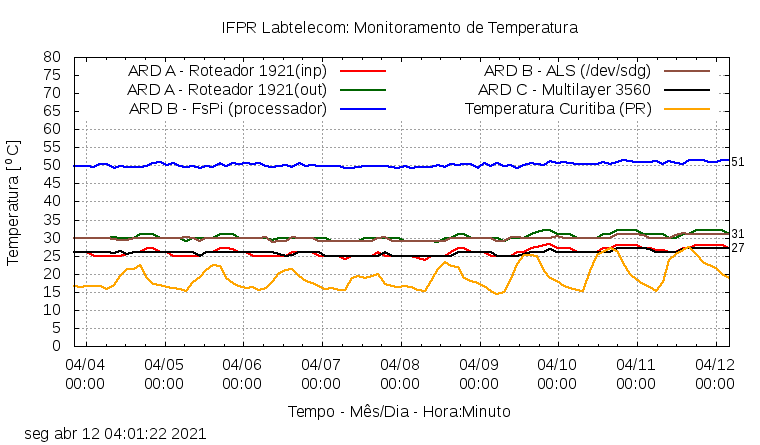 IFPR Labtelecom: Monitoramento de Temperatura
ARD A - Roteador 1921(inp)
ARD A - Roteador 1921(out)
ARD B - FsPi (processador)
ARD B - ALS (/dev/sdg)
ARD C - Multilayer 3560
Temperatura Curitiba (PR)
Temperatura [ ºC]
80
75
70
65
60
55
50
45
40
35
30
25
20
15
10
5
0
51
31
27
04/04 04/05 04/06 04/07 04/08 04/09 04/10 04/11 04/12
00:00 00:00 00:00 00:00 00:00 00:00 00:00 00:00 00:00
Tempo - Mês/Dia - Hora:Minuto
seg abr 12 04:01:22 2021